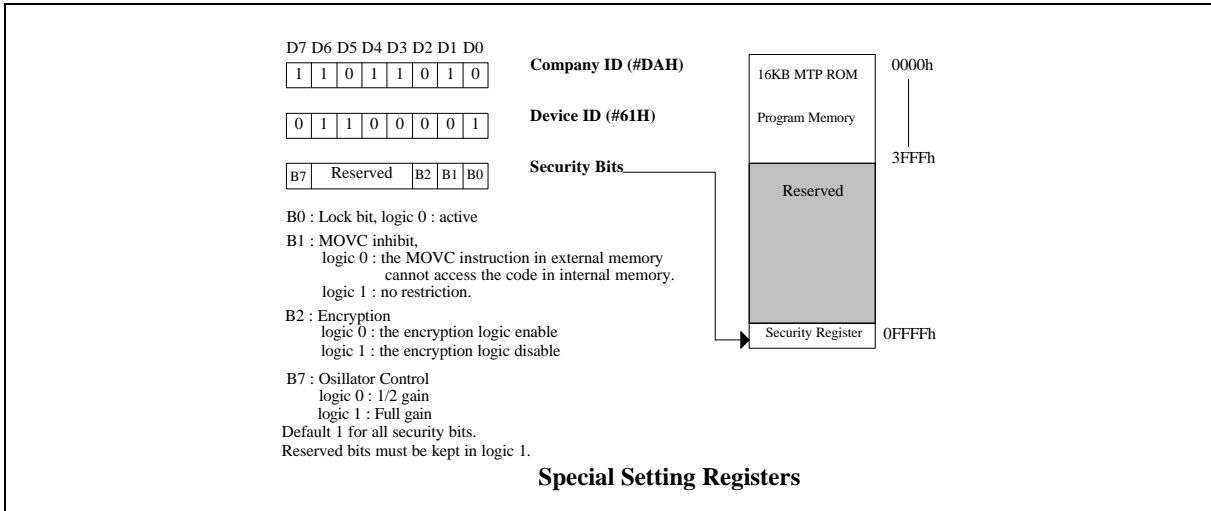 D7 D6 D5 D4 D3 D2 D1 D0
1 1 0 1 1 0 1 0
Company ID (#DAH)
0 1 1 0 0 0 0 1
Device ID (#61H)
B7 Reserved B2 B1 B0
Security Bits
B0 : Lock bit, logic 0 : active
B1 : MOVC inhibit,
logic 0 : the MOVC instruction in external memory
cannot access the code in internal memory.
logic 1 : no restriction.
B2 : Encryption
logic 0 : the encryption logic enable
logic 1 : the encryption logic disable
B7 : Osillator Control
logic 0 : 1/2 gain
logic 1 : Full gain
Default 1 for all security bits.
Reserved bits must be kept in logic 1.
16KB MTP ROM
Program Memory
0000h
3FFFh
Reserved
Security Register
0FFFFh
Special Setting Registers